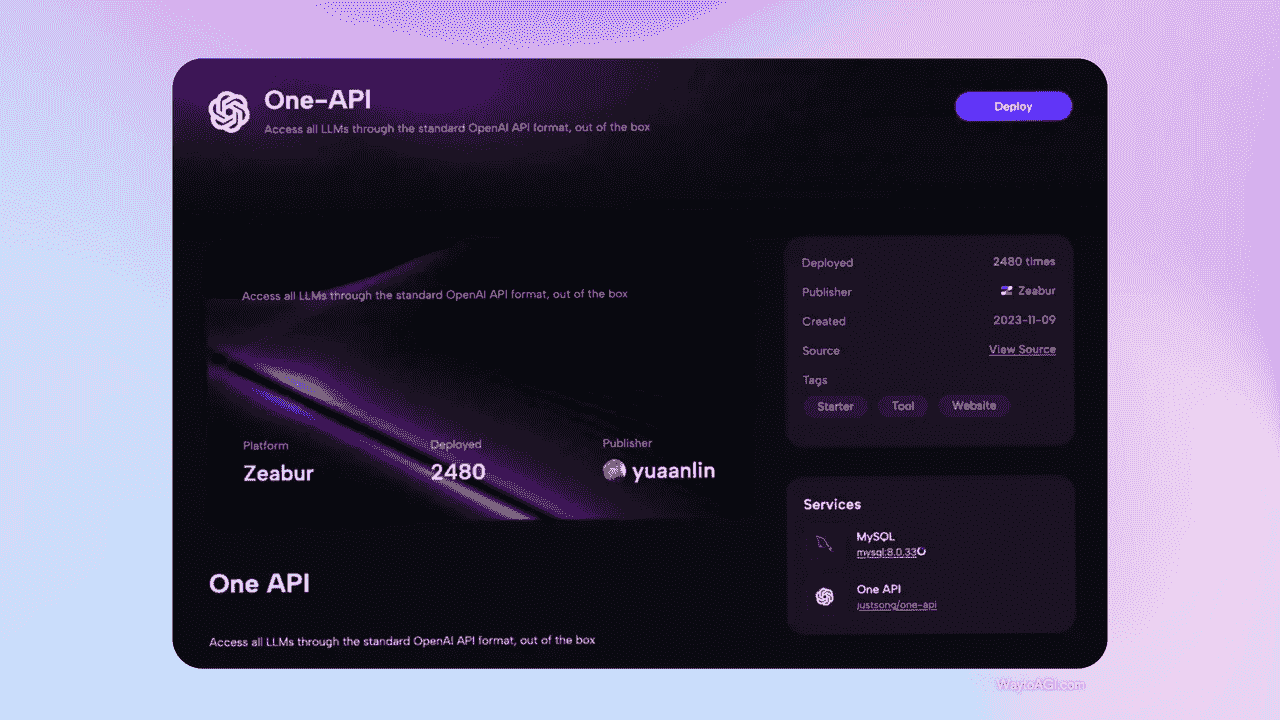 One-API
Access all LLMs through the standard OpenAI API format, out of the box
Deploy
Access all LLMs through the standard OpenAI API format, out of the box
Platform
Zeabur
Deployed
2480
Publisher
yuaanlin
One API
Access all LLMs through the standard OpenAI API format, out of the box
Deployed 2480 times
Publisher Zeabur
Created 2023-11-09
Source View Source
Tags
Starter Tool Website
Services
MySQL
mysql:8.0.33
One API
justsong/one-api
WaytoAGI.com